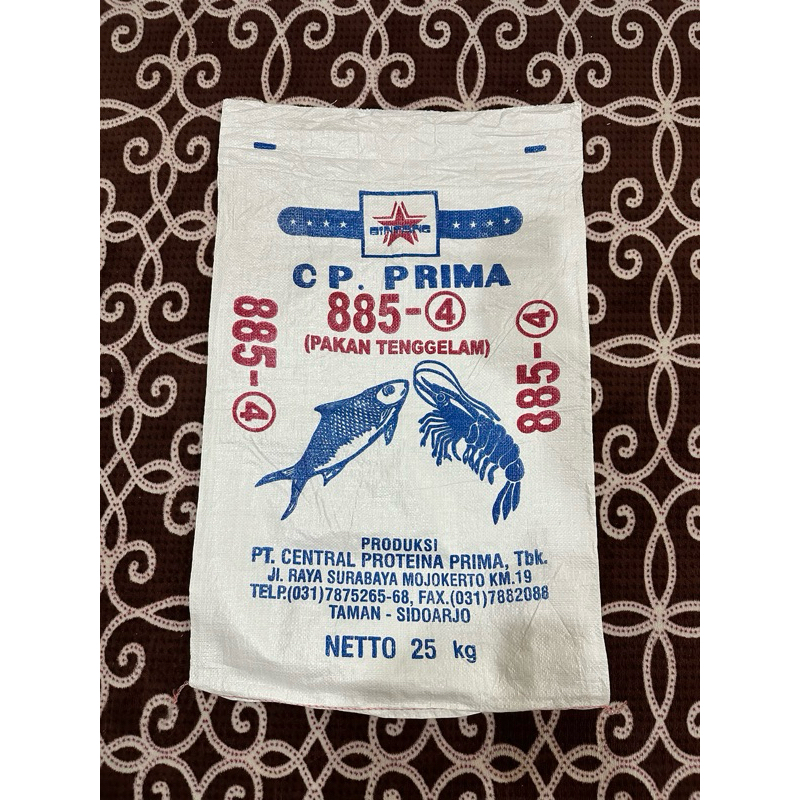 BINTANG
C P. PRIMA
885-4
(PAKAN TENGGELAM)
885-4
885-4
PRODUKSI
PT. CENTRAL PROTEINA PRIMA, Tbk.
Jl. RAYA SURABAYA MOJOKERTO KM.19
TELP.(031)7875265-68, FAX.(031)7882088
TAMAN - SIDOARJO
NETTO 25 kg